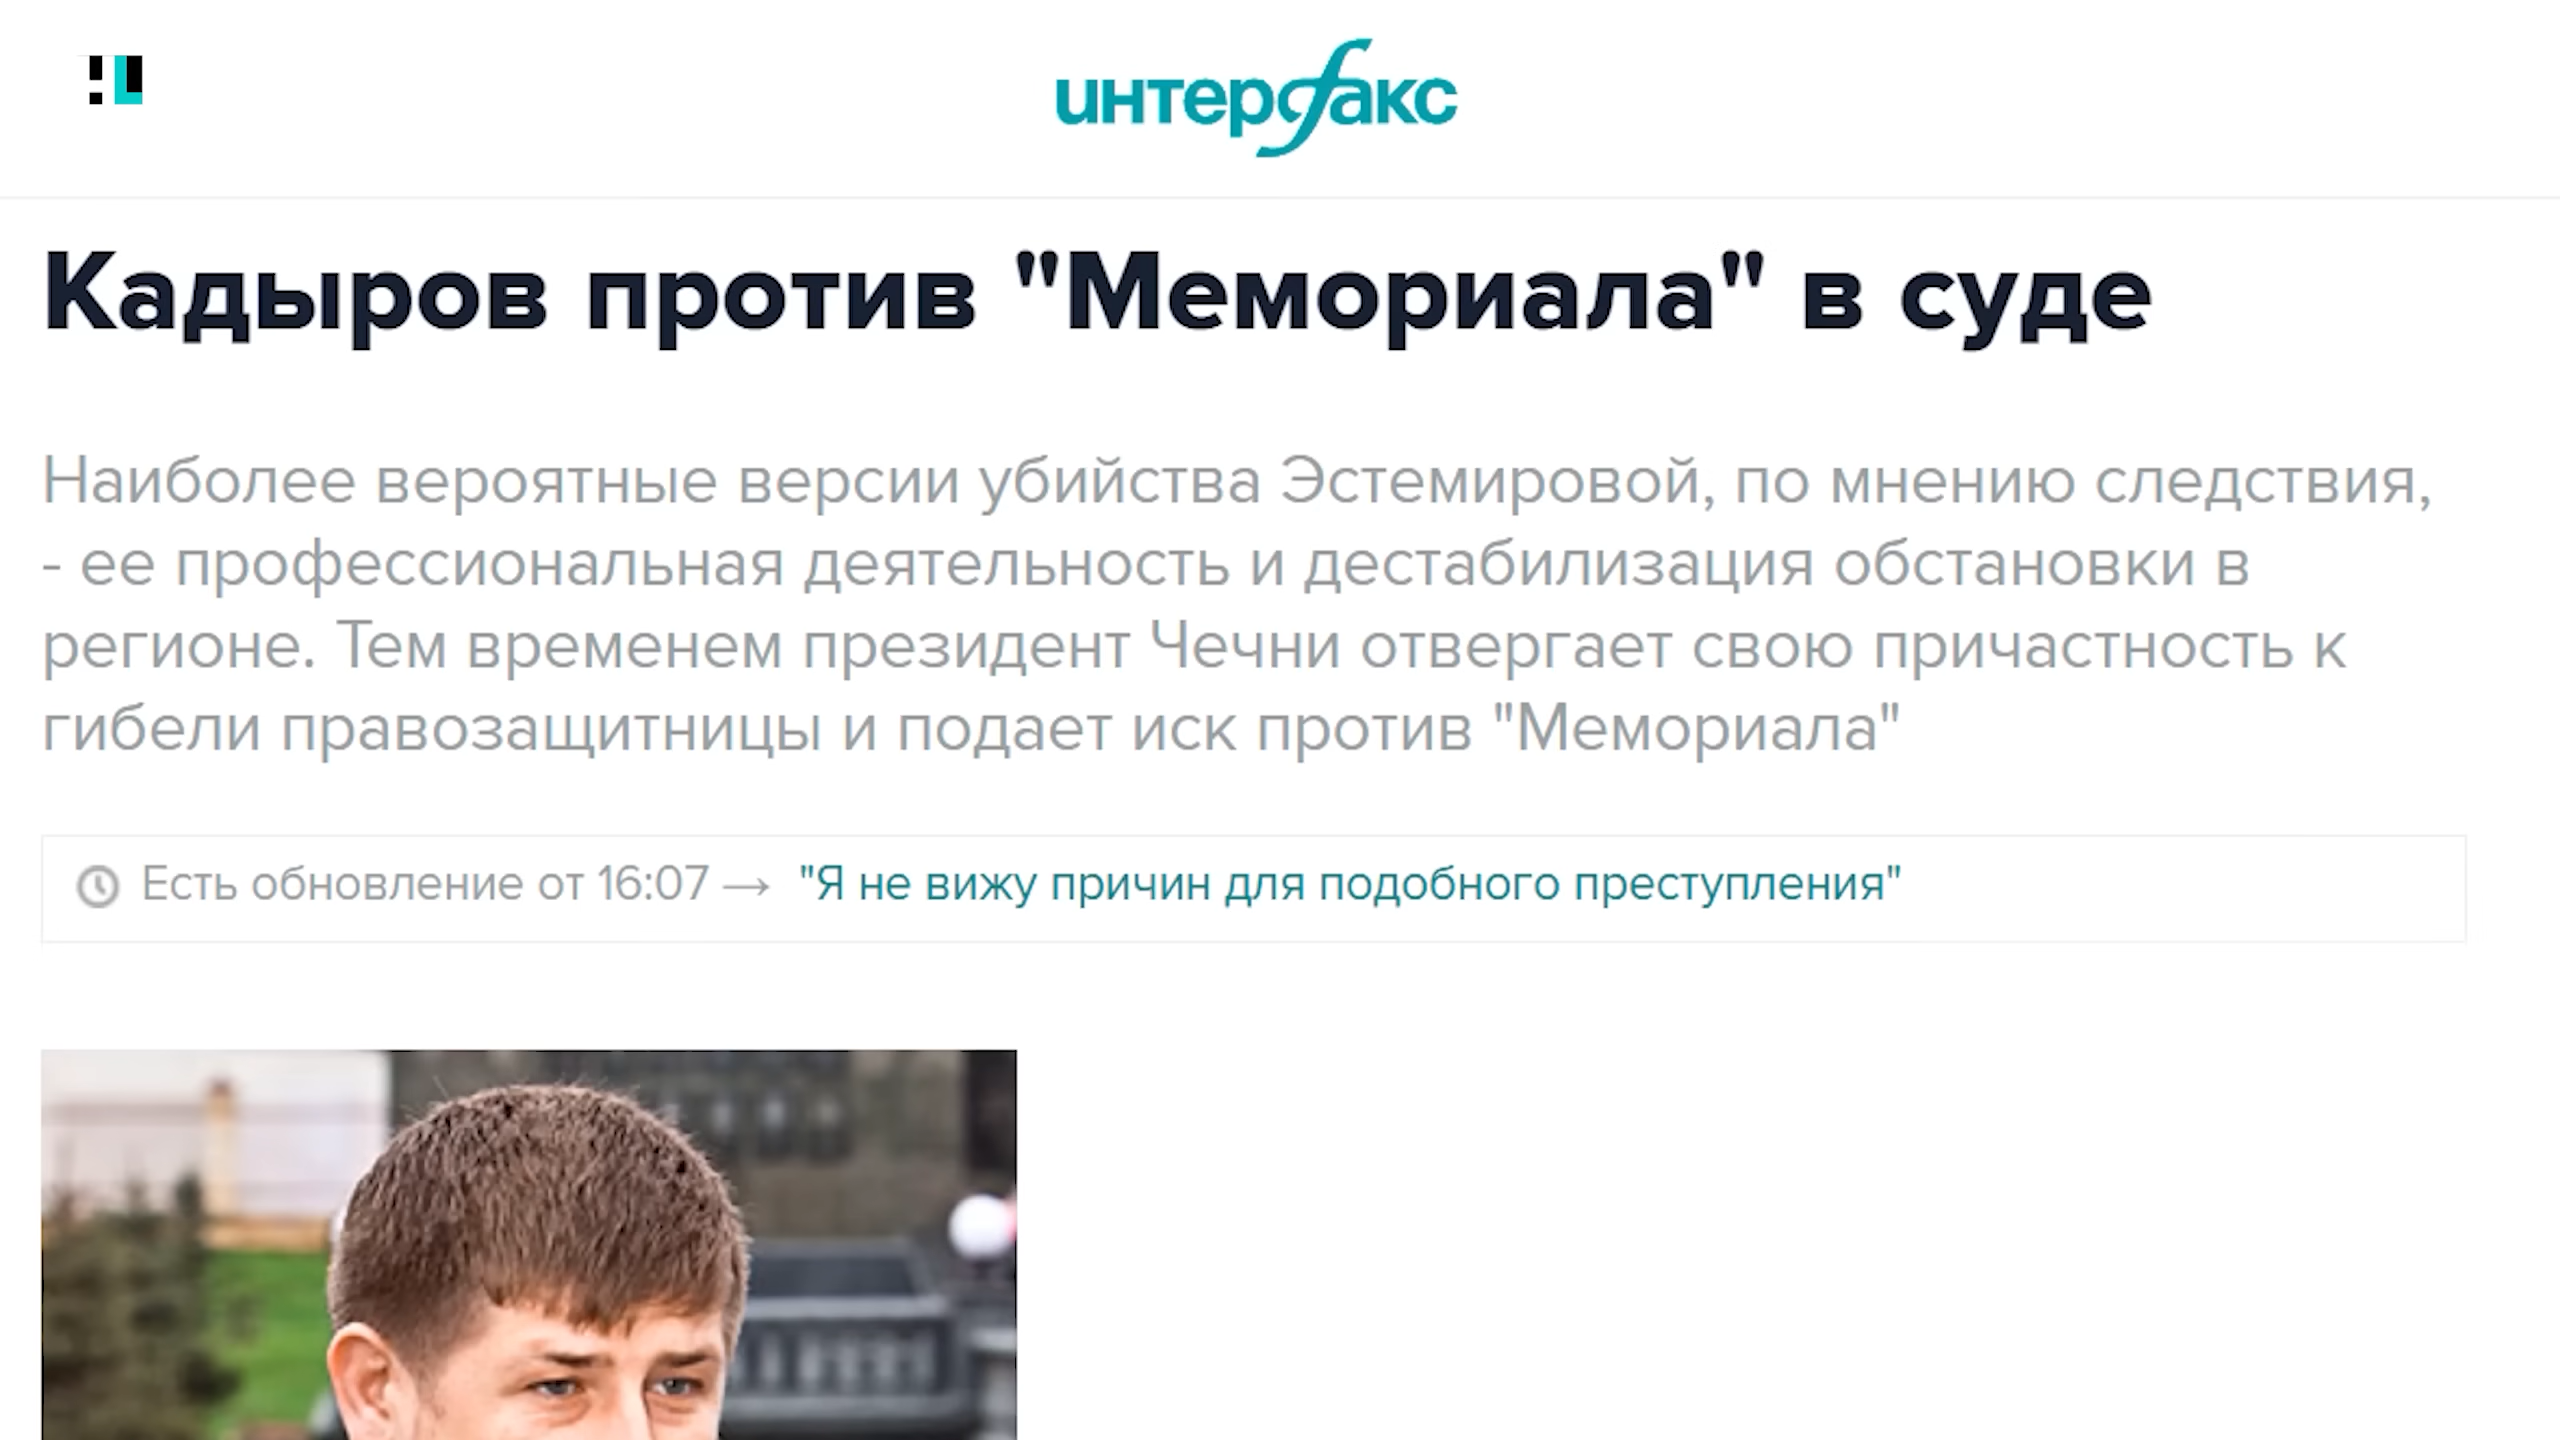 интерфакс
Кадыров против "Мемориала" в суде
Наиболее вероятные версии убийства Эстемировой, по мнению следствия,
- ее профессиональная деятельность и дестабилизация обстановки в
регионе. Тем временем президент Чечни отвергает свою причастность к
гибели правозащитницы и подает иск против "Мемориала"
Есть обновление от 16:07 → "Я не вижу причин для подобного преступления"